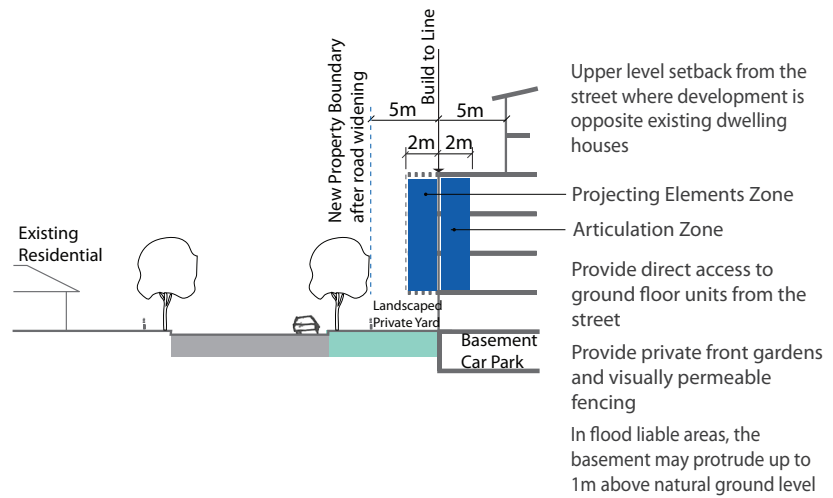 New Property Boundary
after road widening
Build to Line
5m
5m
2m
2m
Upper level setback from the
street where development is
opposite existing dwelling
houses
Projecting Elements Zone
Articulation Zone
Existing
Residential
Provide direct access to
ground floor units from the
street
Landscaped
Private Yard
Basement
Car Park
Provide private front gardens
and visually permeable
fencing
In flood liable areas, the
basement may protrude up to
1m above natural ground level